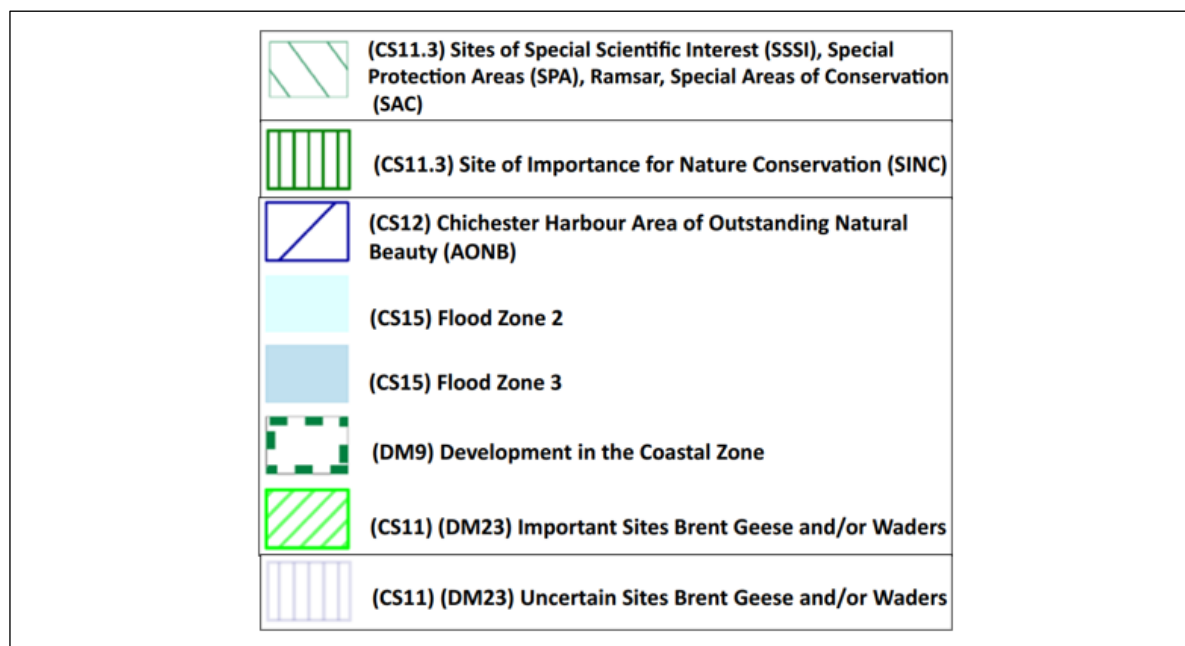 (CS11.3) Sites of Special Scientific Interest (SSSI), Special
Protection Areas (SPA), Ramsar, Special Areas of Conservation
(SAC)
(CS11.3) Site of Importance for Nature Conservation (SINC)
(CS12) Chichester Harbour Area of Outstanding Natural
Beauty (AONB)
(CS15) Flood Zone 2
(CS15) Flood Zone 3
(DM9) Development in the Coastal Zone
(CS11) (DM23) Important Sites Brent Geese and/or Waders
(CS11) (DM23) Uncertain Sites Brent Geese and/or Waders